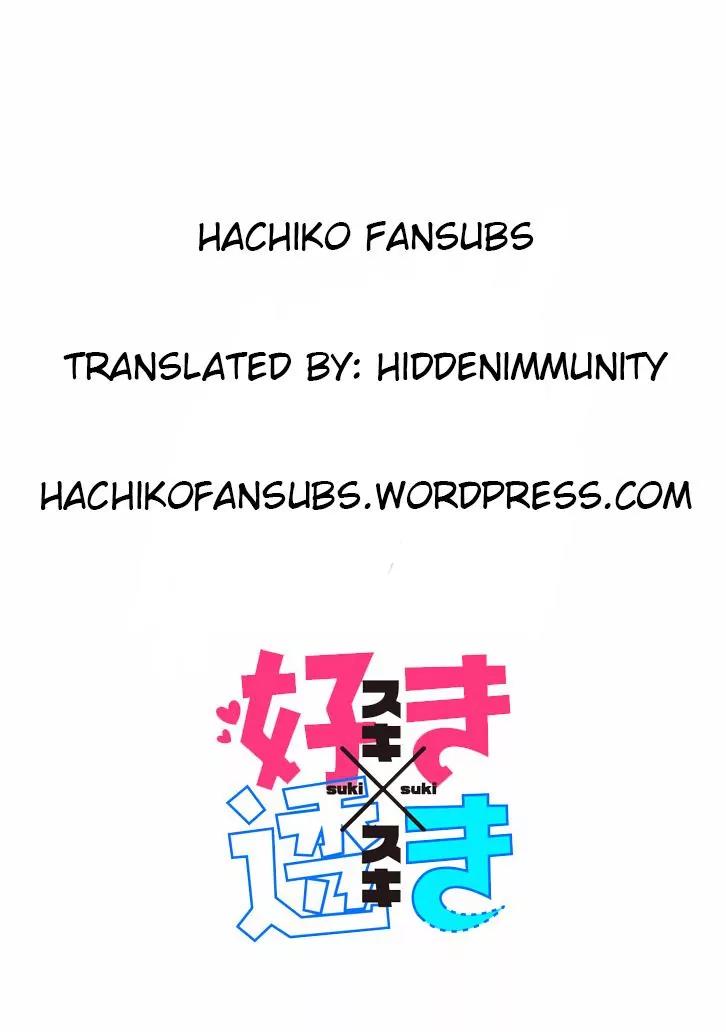 HACHIKO FANSUBS
TRANSLATED BY: HIDDENIMMUNITY
HACHIKOFANSUBS.WORDPRESS.COM
好き
スキ
suki×suki
透き
スキ